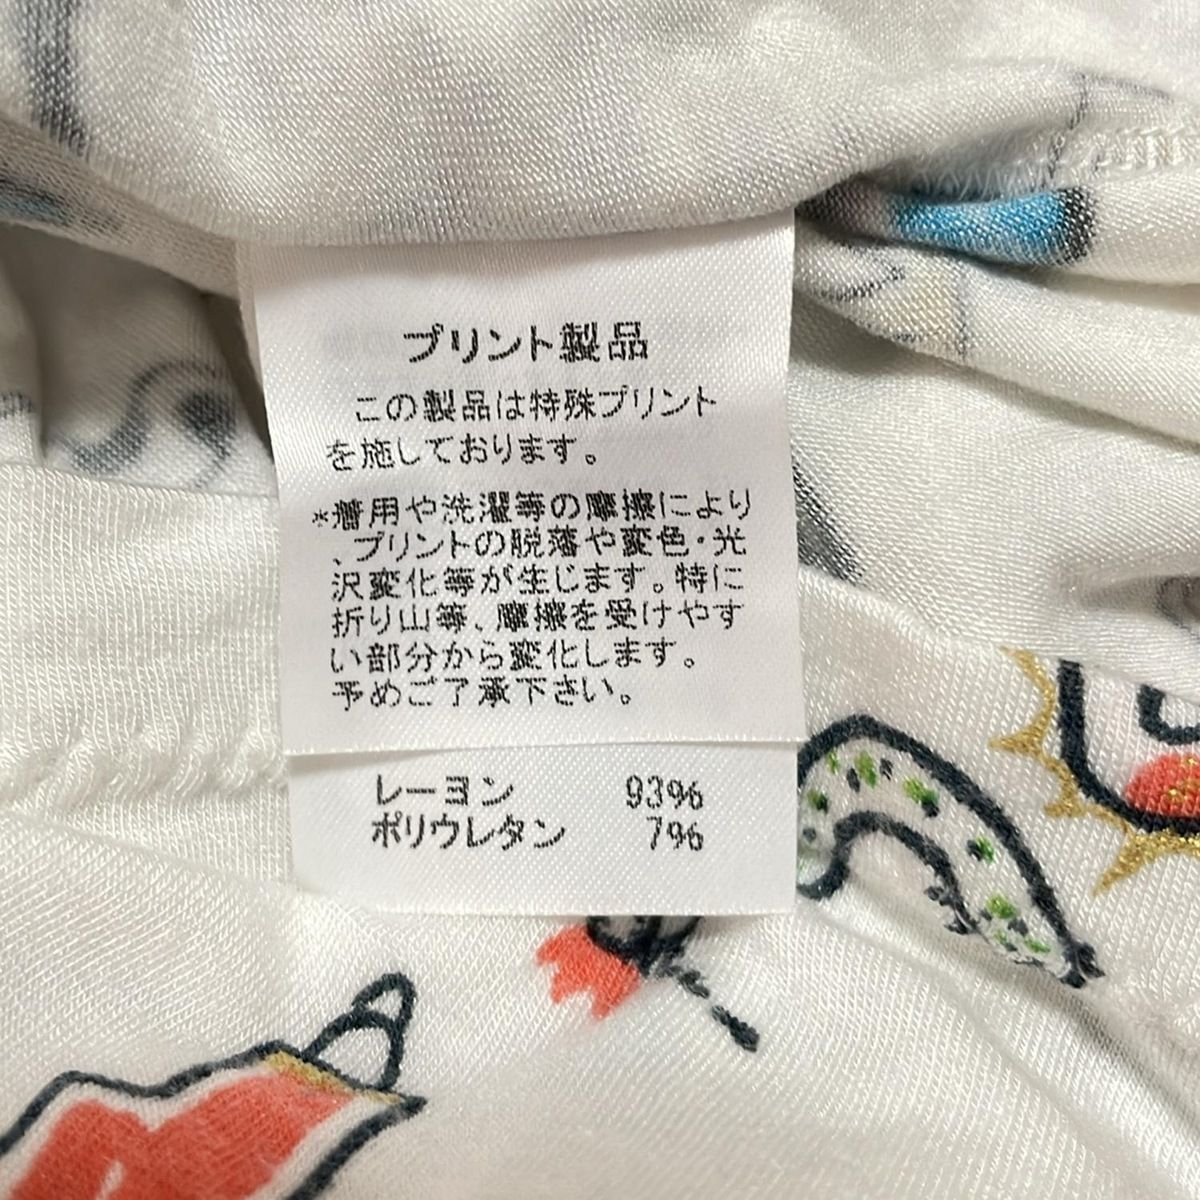 プリント製品
この製品は特殊プリント
を施しております。
*着用や洗濯等の摩擦により
、プリントの脱落や変色・光
沢変化等が生じます。特に
折り山等、摩擦を受けやす
い部分から変化します。
予めご了承下さい。
レーヨン 93%
ポリウレタン 7%